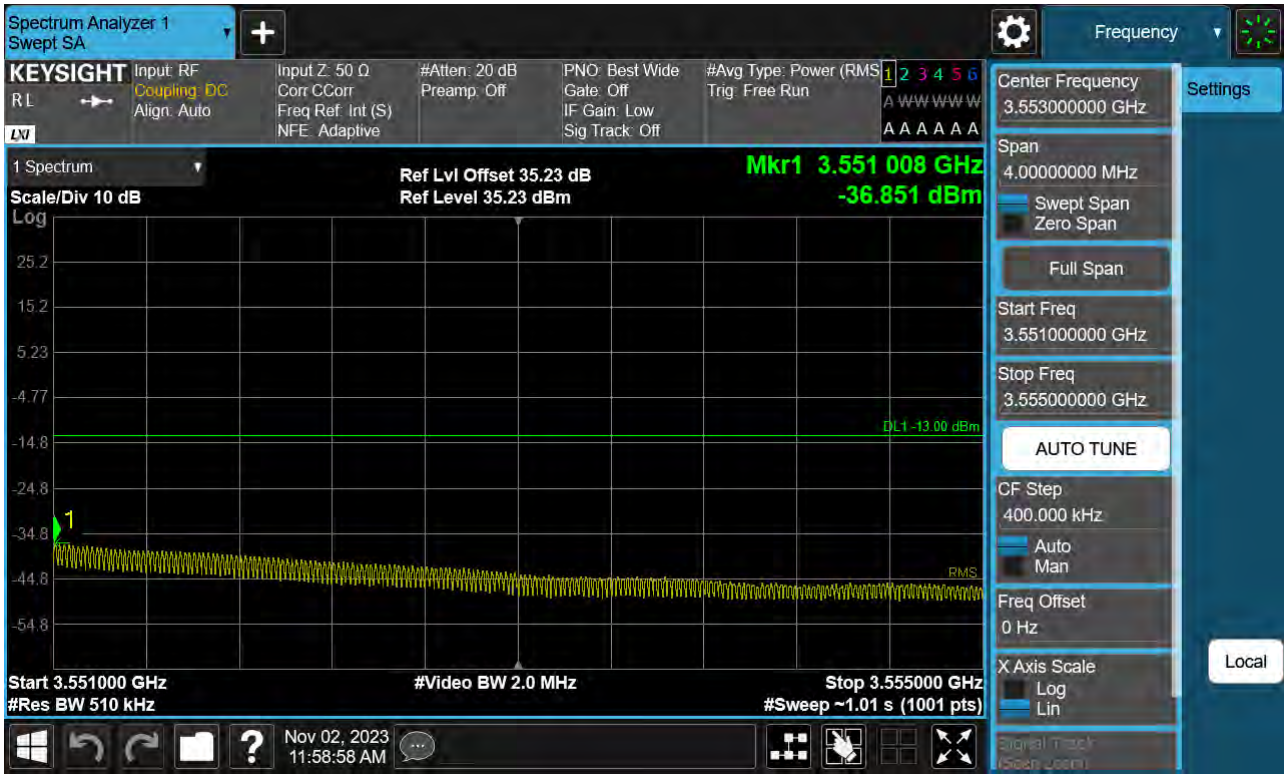 Spectrum Analyzer 1
Swept SA
+
Frequency
KEYSIGHT
RL
LXI
Input: RF
Coupling: DC
Align: Auto
Input Z: 50 Ω
Corr CCorr
Freq Ref: Int (S)
NFE: Adaptive
#Atten: 20 dB
Preamp: Off
PNO: Best Wide
Gate: Off
IF Gain: Low
Sig Track: Off
#Avg Type: Power (RMS
Trig: Free Run
1 2 3 4 5 6
A W W W W W
A A A A A A
1 Spectrum
Scale/Div 10 dB
Log
Ref Lvl Offset 35.23 dB
Ref Level 35.23 dBm
Mkr1 3.551 008 GHz
-36.851 dBm
25.2
15.2
5.23
-4.77
-14.8
-24.8
-34.8
-44.8
-54.8
DL1 -13.00 dBm
1
RMS
Start 3.551000 GHz
#Video BW 2.0 MHz
Stop 3.555000 GHz
#Res BW 510 kHz
#Sweep ~1.01 s (1001 pts)
Center Frequency
3.553000000 GHz
Span
4.00000000 MHz
Swept Span
Zero Span
Full Span
Start Freq
3.551000000 GHz
Stop Freq
3.555000000 GHz
AUTO TUNE
CF Step
400.000 kHz
Auto
Man
Freq Offset
0 Hz
X Axis Scale
Log
Lin
Signal Track
(Span Zoom)
Settings
Local
?
Nov 02, 2023
11:58:58 AM